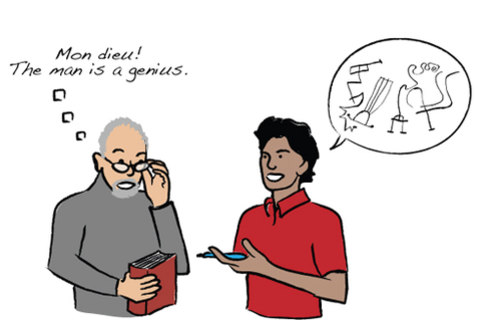 Mon dieu!
The man is a genius.